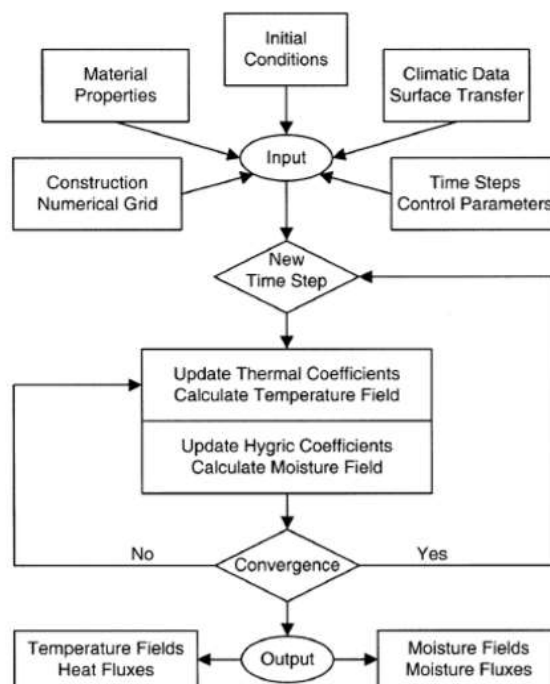 Initial
Conditions
Material
Properties
Climatic Data
Surface Transfer
Input
Construction
Numerical Grid
Time Steps
Control Parameters
New
Time Step
Update Thermal Coefficients
Calculate Temperature Field
Update Hygric Coefficients
Calculate Moisture Field
No
Convergence
Yes
Temperature Fields
Heat Fluxes
Output
Moisture Fields
Moisture Fluxes